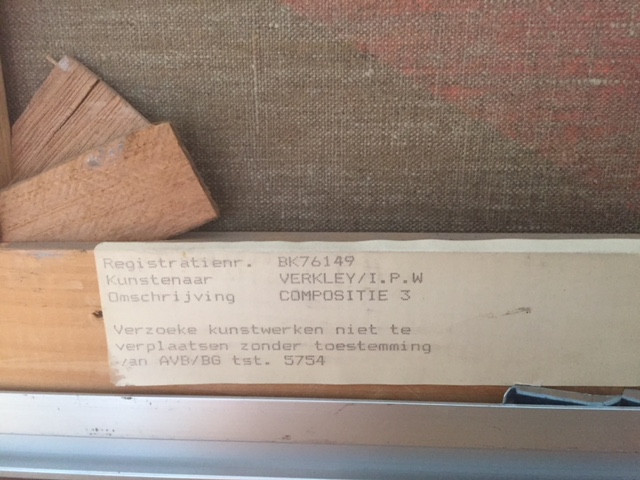 Registratienr. BK76149
Kunstenaar VERKLEY/I.P.W
Omschrijving COMPOSITIE 3
Verzoeke kunstwerken niet te
verplaatsen zonder toestemming
van AVB/BG tst. 5754